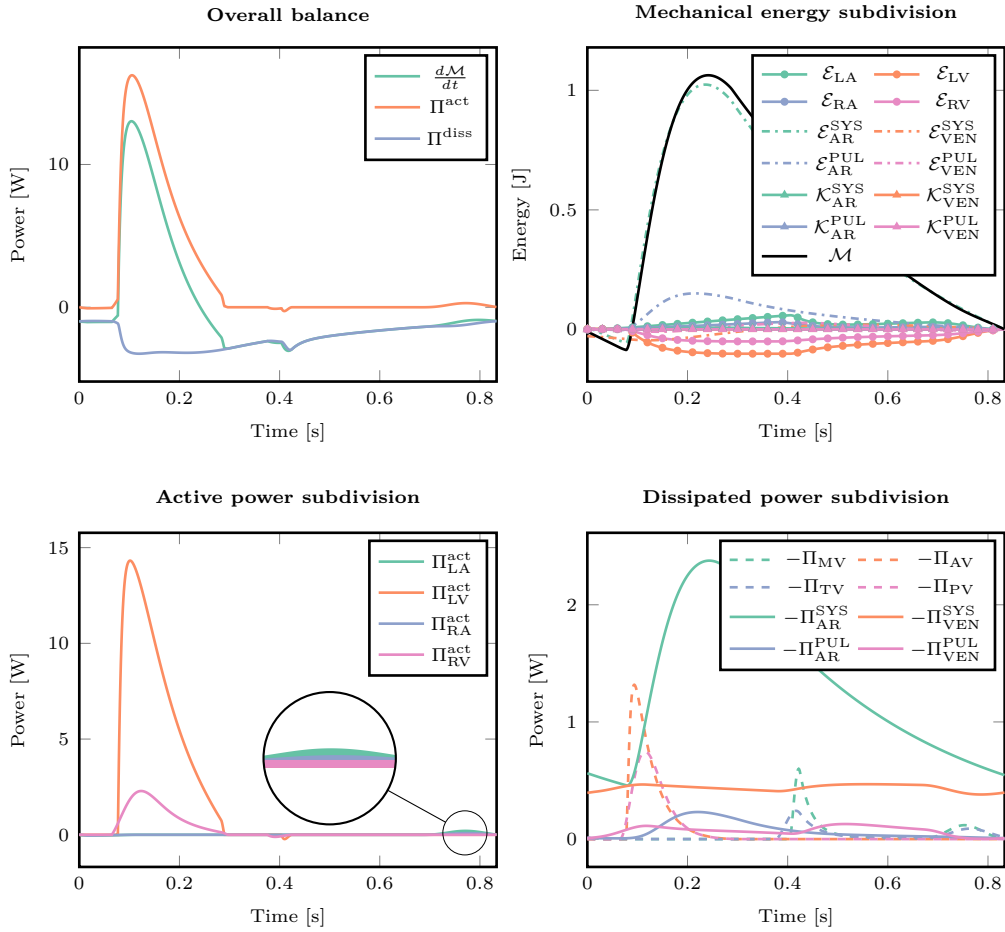 Overall balance
10
0
0
0.2
0.4
0.6
0.8
Time [s]
Power [W]
dM/dt
Π^act
Π^diss
Mechanical energy subdivision
1
0.5
0
0
0.2
0.4
0.6
0.8
Time [s]
Energy [J]
ℰ_LA ℰ_LV
ℰ_RA ℰ_RV
ℰ_AR^SYS ℰ_VEN^SYS
ℰ_AR^PUL ℰ_VEN^PUL
𝒦_AR^SYS 𝒦_VEN^SYS
𝒦_AR^PUL 𝒦_VEN^PUL
ℳ
Active power subdivision
15
10
5
0
0
0.2
0.4
0.6
0.8
Time [s]
Power [W]
Π_LA^act
Π_LV^act
Π_RA^act
Π_RV^act
Dissipated power subdivision
2
1
0
0
0.2
0.4
0.6
0.8
Time [s]
Power [W]
−Π_MV −Π_AV
−Π_TV −Π_PV
−Π_AR^SYS −Π_VEN^SYS
−Π_AR^PUL −Π_VEN^PUL